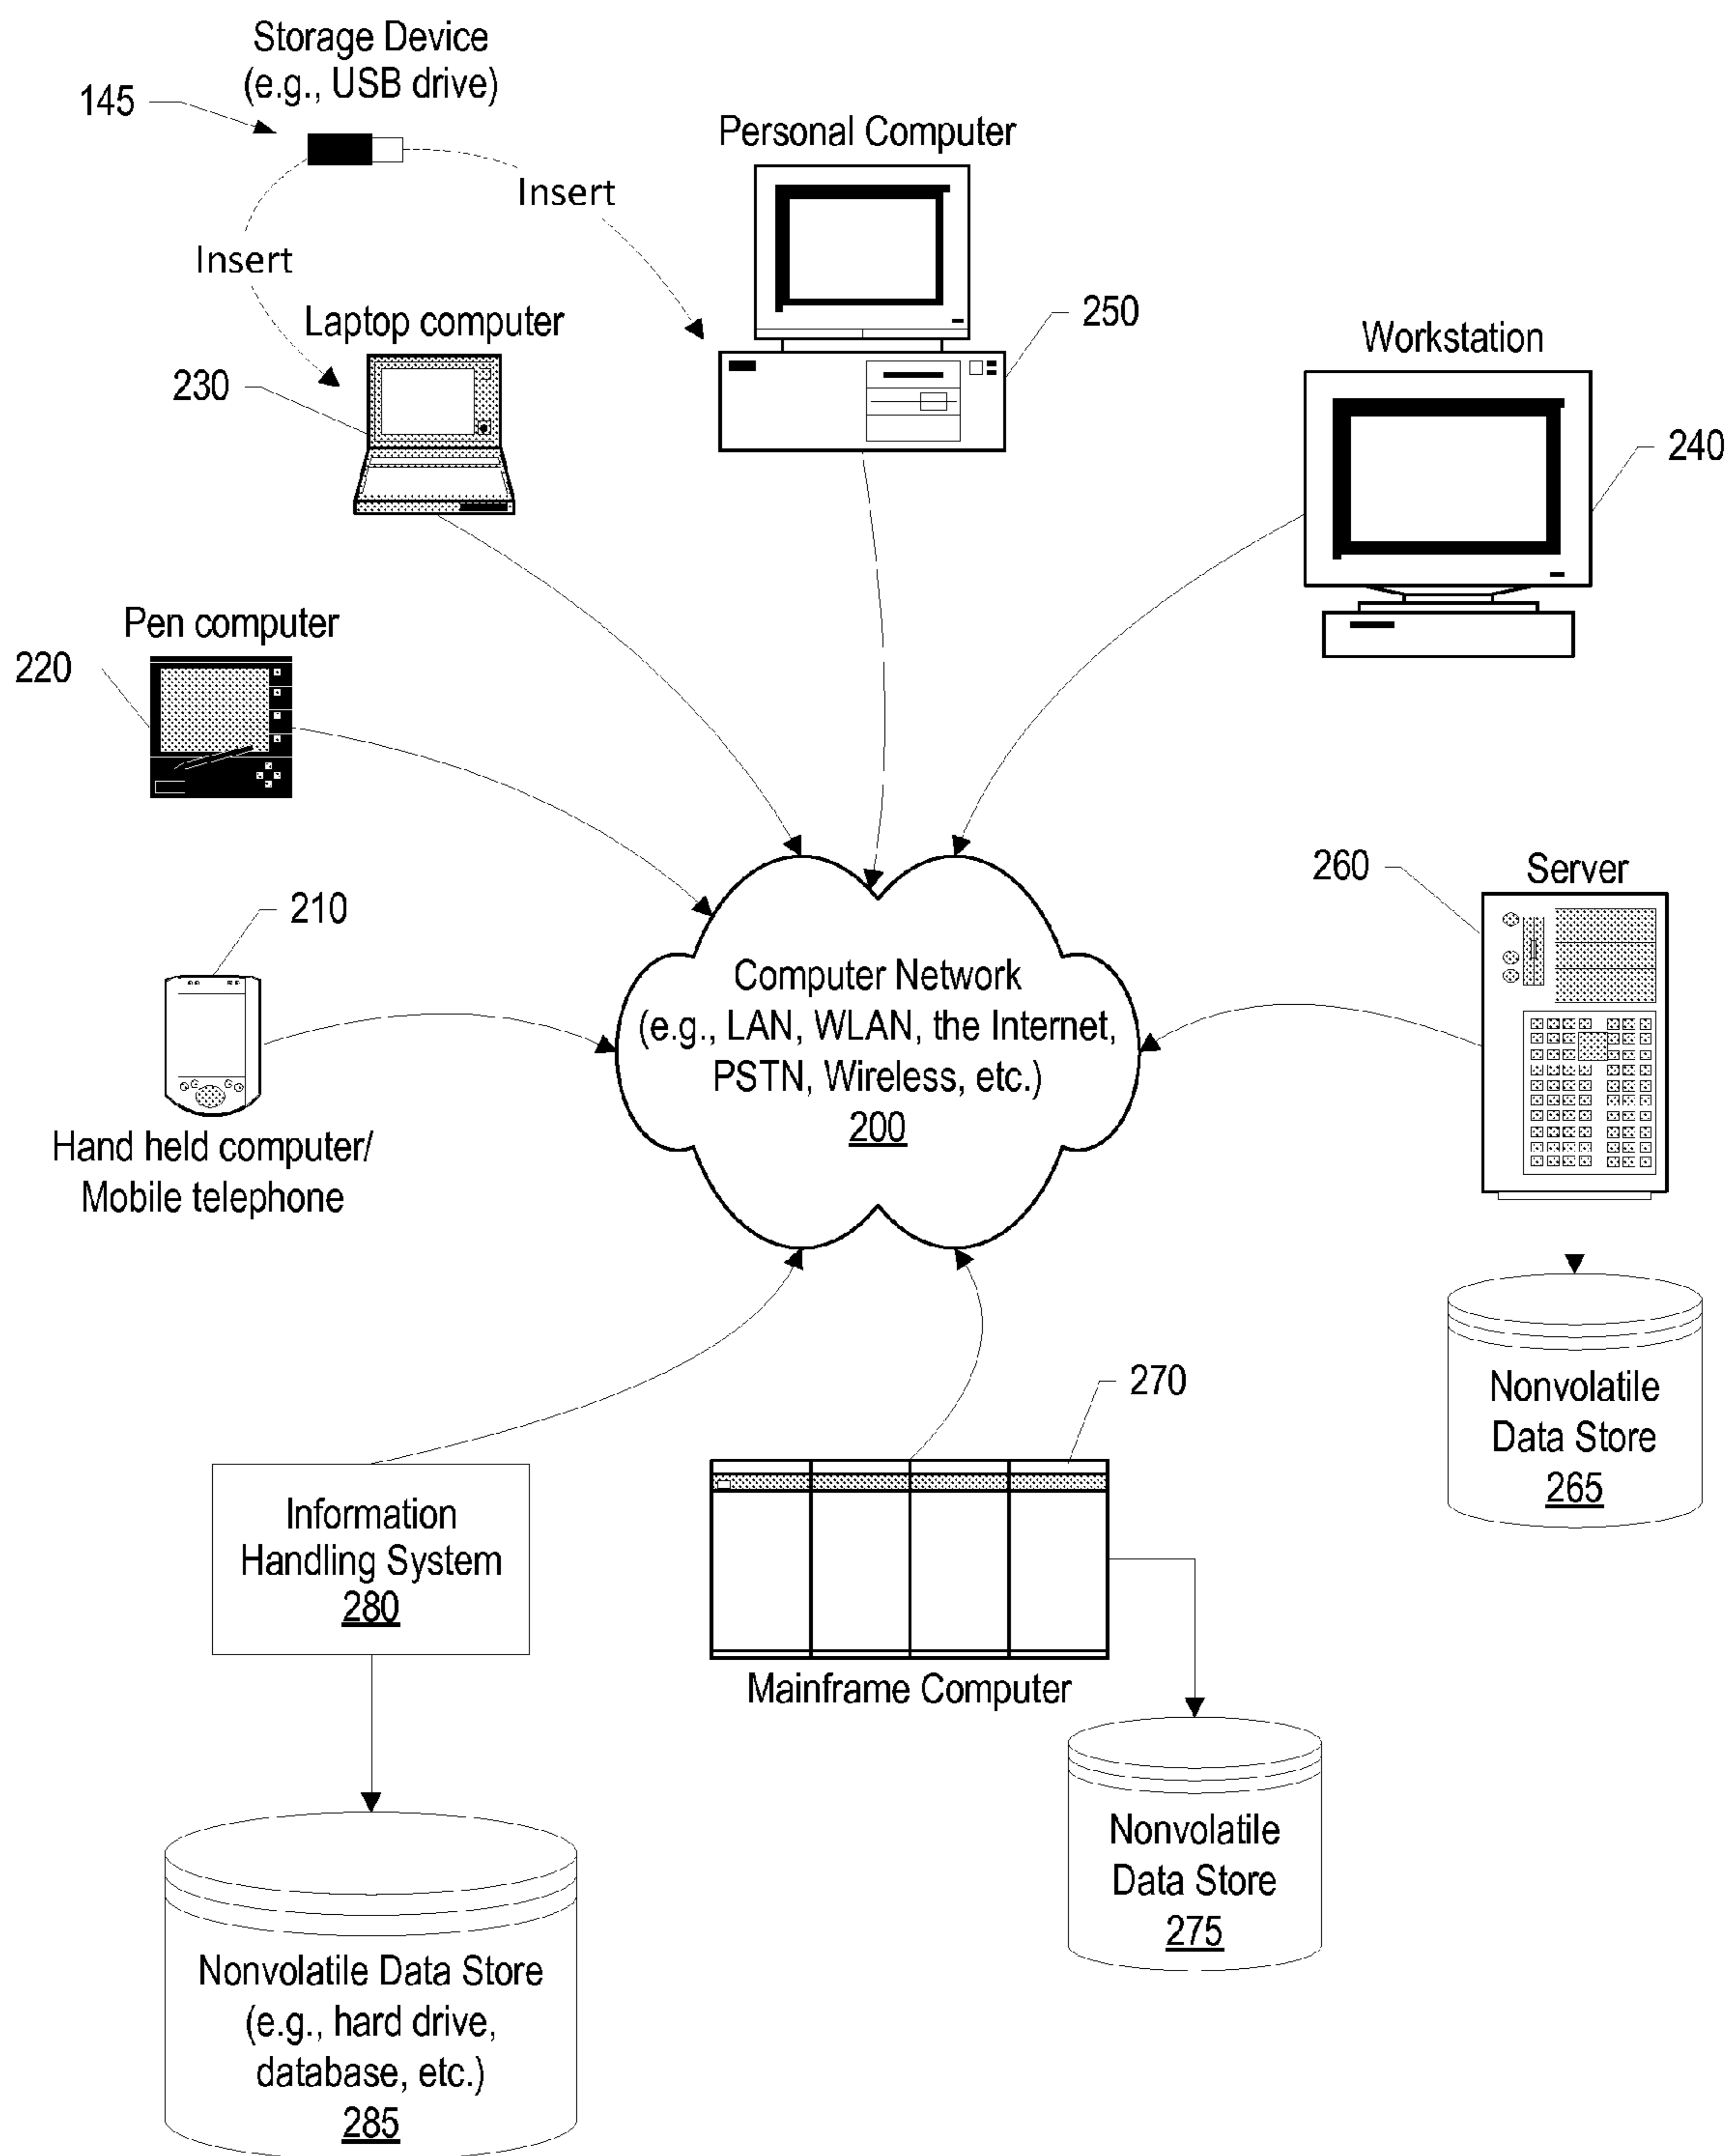 Storage Device
(e.g., USB drive)
145
Insert
Insert
Personal Computer
250
Laptop computer
230
Workstation
240
Pen computer
220
210
Hand held computer/
Mobile telephone
Computer Network
(e.g., LAN, WLAN, the Internet,
PSTN, Wireless, etc.)
200
260
Server
Nonvolatile
Data Store
265
270
Mainframe Computer
Information
Handling System
280
Nonvolatile
Data Store
275
Nonvolatile Data Store
(e.g., hard drive,
database, etc.)
285